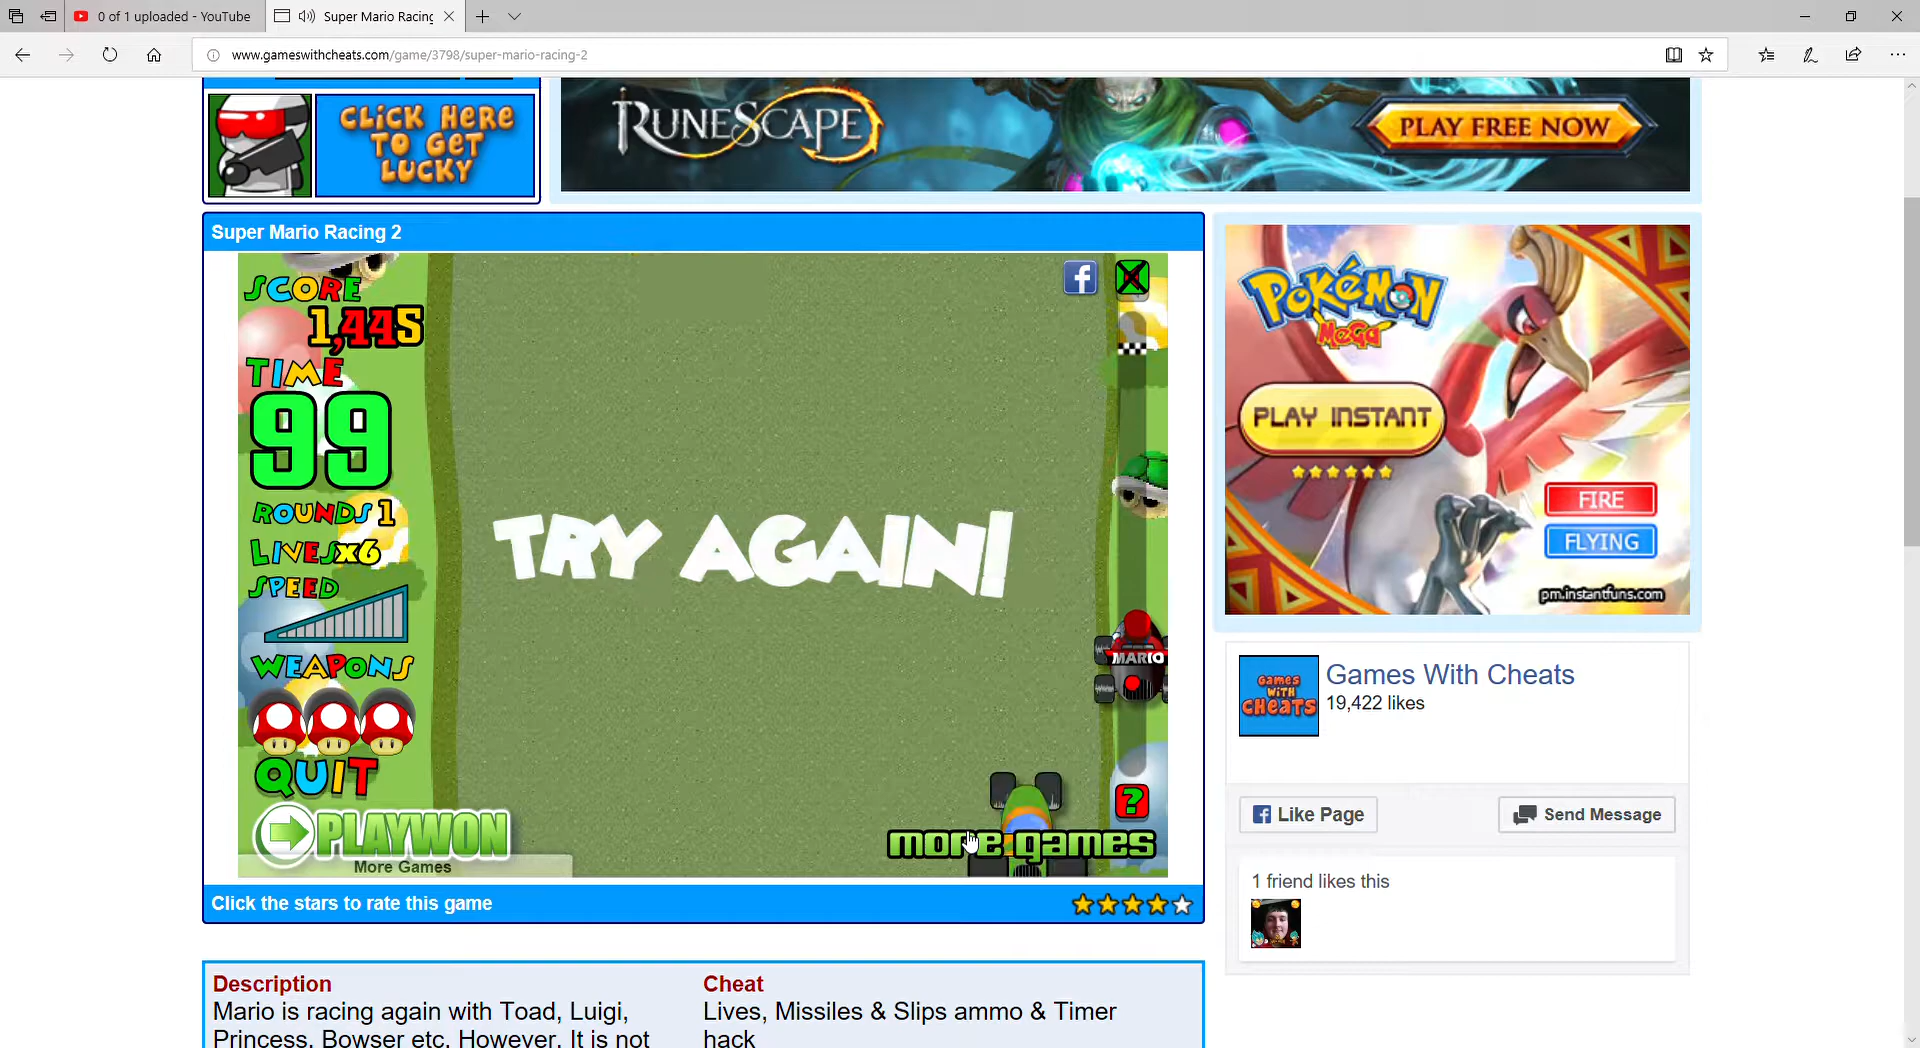 0 of 1 uploaded - YouTube
Super Mario Racing
www.gameswithcheats.com/game/3798/super-mario-racing-2
CLICK HERE
TO GET
LUCKY
RUNESCAPE
PLAY FREE NOW
Super Mario Racing 2
SCORE
1,445
TIME
99
ROUNDS 1
LIVES x6
SPEED
WEAPONS
QUIT
PLAYWON
More Games
TRY AGAIN!
MARIO
?
more games
Click the stars to rate this game
POKéMON
MEGA
PLAY INSTANT
FIRE
FLYING
pm.instantfuns.com
GAMES
WITH
CHEATS
Games With Cheats
19,422 likes
Like Page
Send Message
1 friend likes this
Description
Mario is racing again with Toad, Luigi,
Princess, Bowser etc. However, It is not
Cheat
Lives, Missiles & Slips ammo & Timer
hack